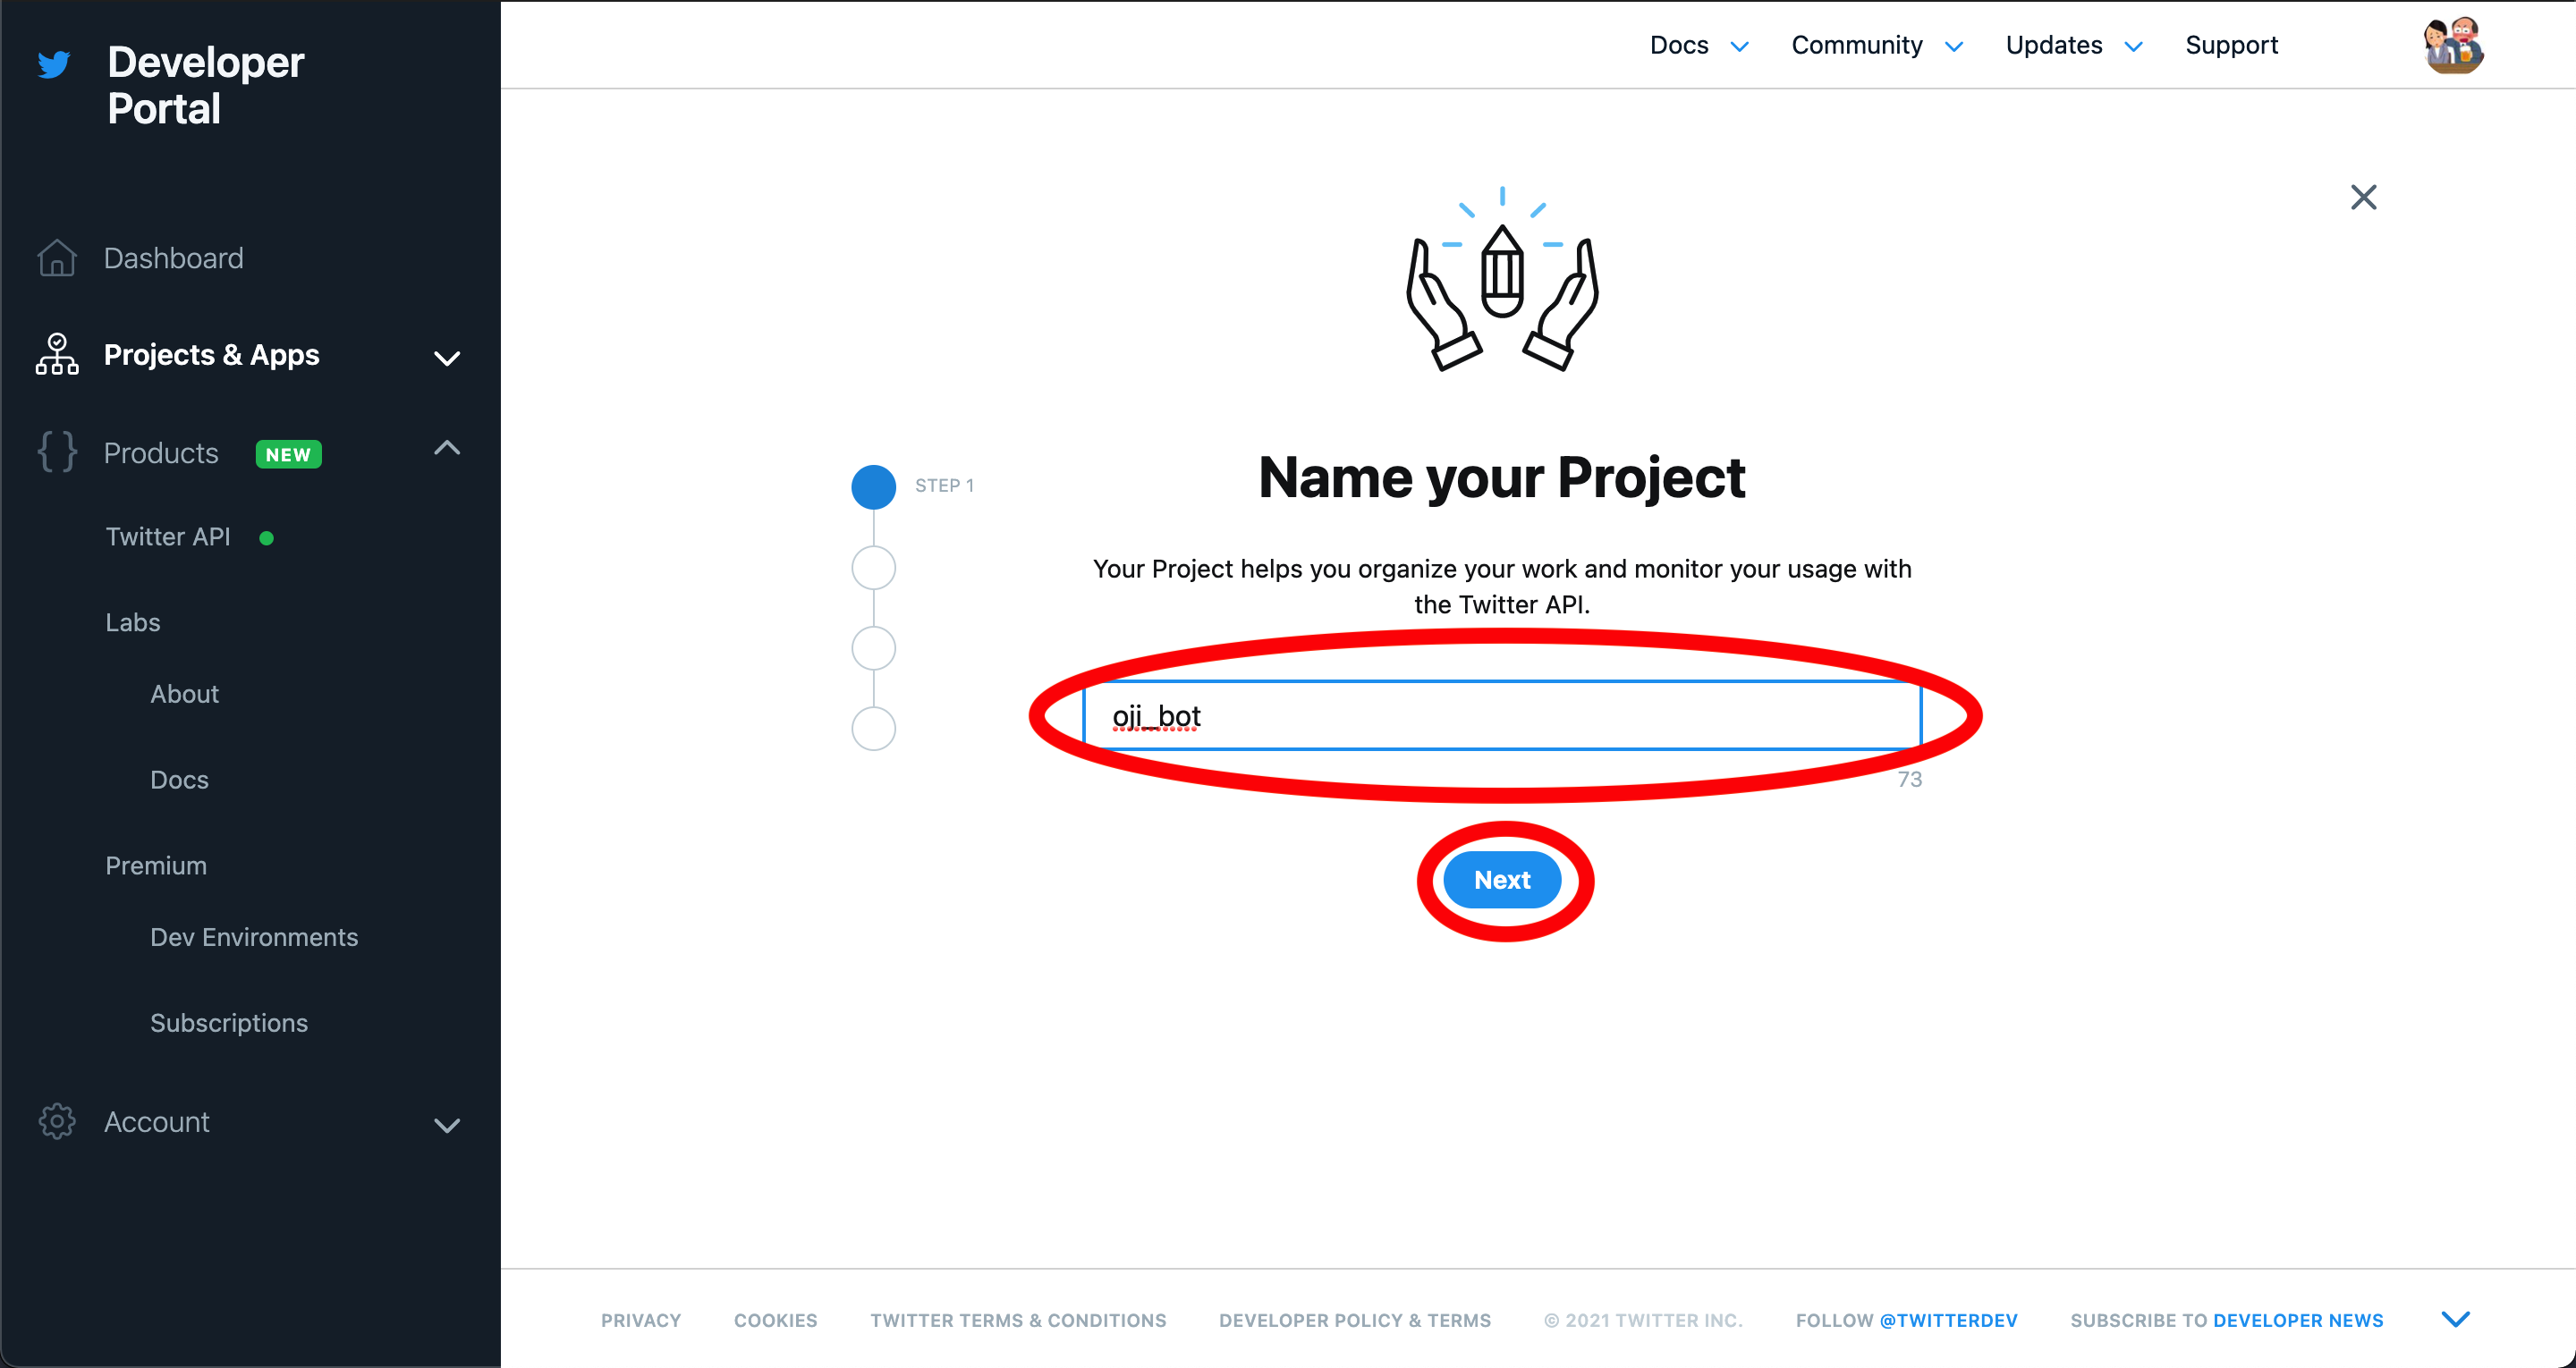 Developer
Portal
Docs
Community
Updates
Support
Dashboard
Projects & Apps
Products NEW
Twitter API
Labs
About
Docs
Premium
Dev Environments
Subscriptions
Account
STEP 1
Name your Project
Your Project helps you organize your work and monitor your usage with
the Twitter API.
oji_bot
73
Next
PRIVACY
COOKIES
TWITTER TERMS & CONDITIONS
DEVELOPER POLICY & TERMS
© 2021 TWITTER INC.
FOLLOW @TWITTERDEV
SUBSCRIBE TO DEVELOPER NEWS